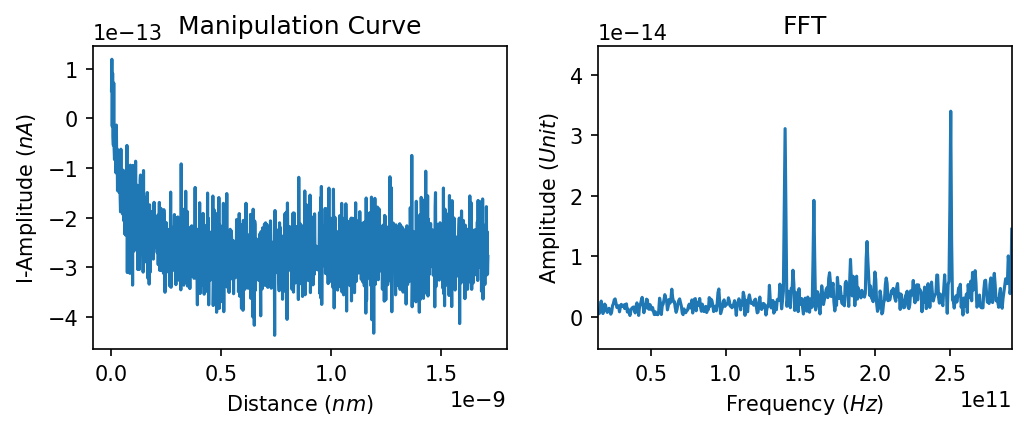 Manipulation Curve
1e−13
1
0
−1
−2
−3
−4
I-Amplitude (nA)
0.0 0.5 1.0 1.5
1e−9
Distance (nm)
FFT
1e−14
4
3
2
1
0
Amplitude (Unit)
0.5 1.0 1.5 2.0 2.5
1e11
Frequency (Hz)